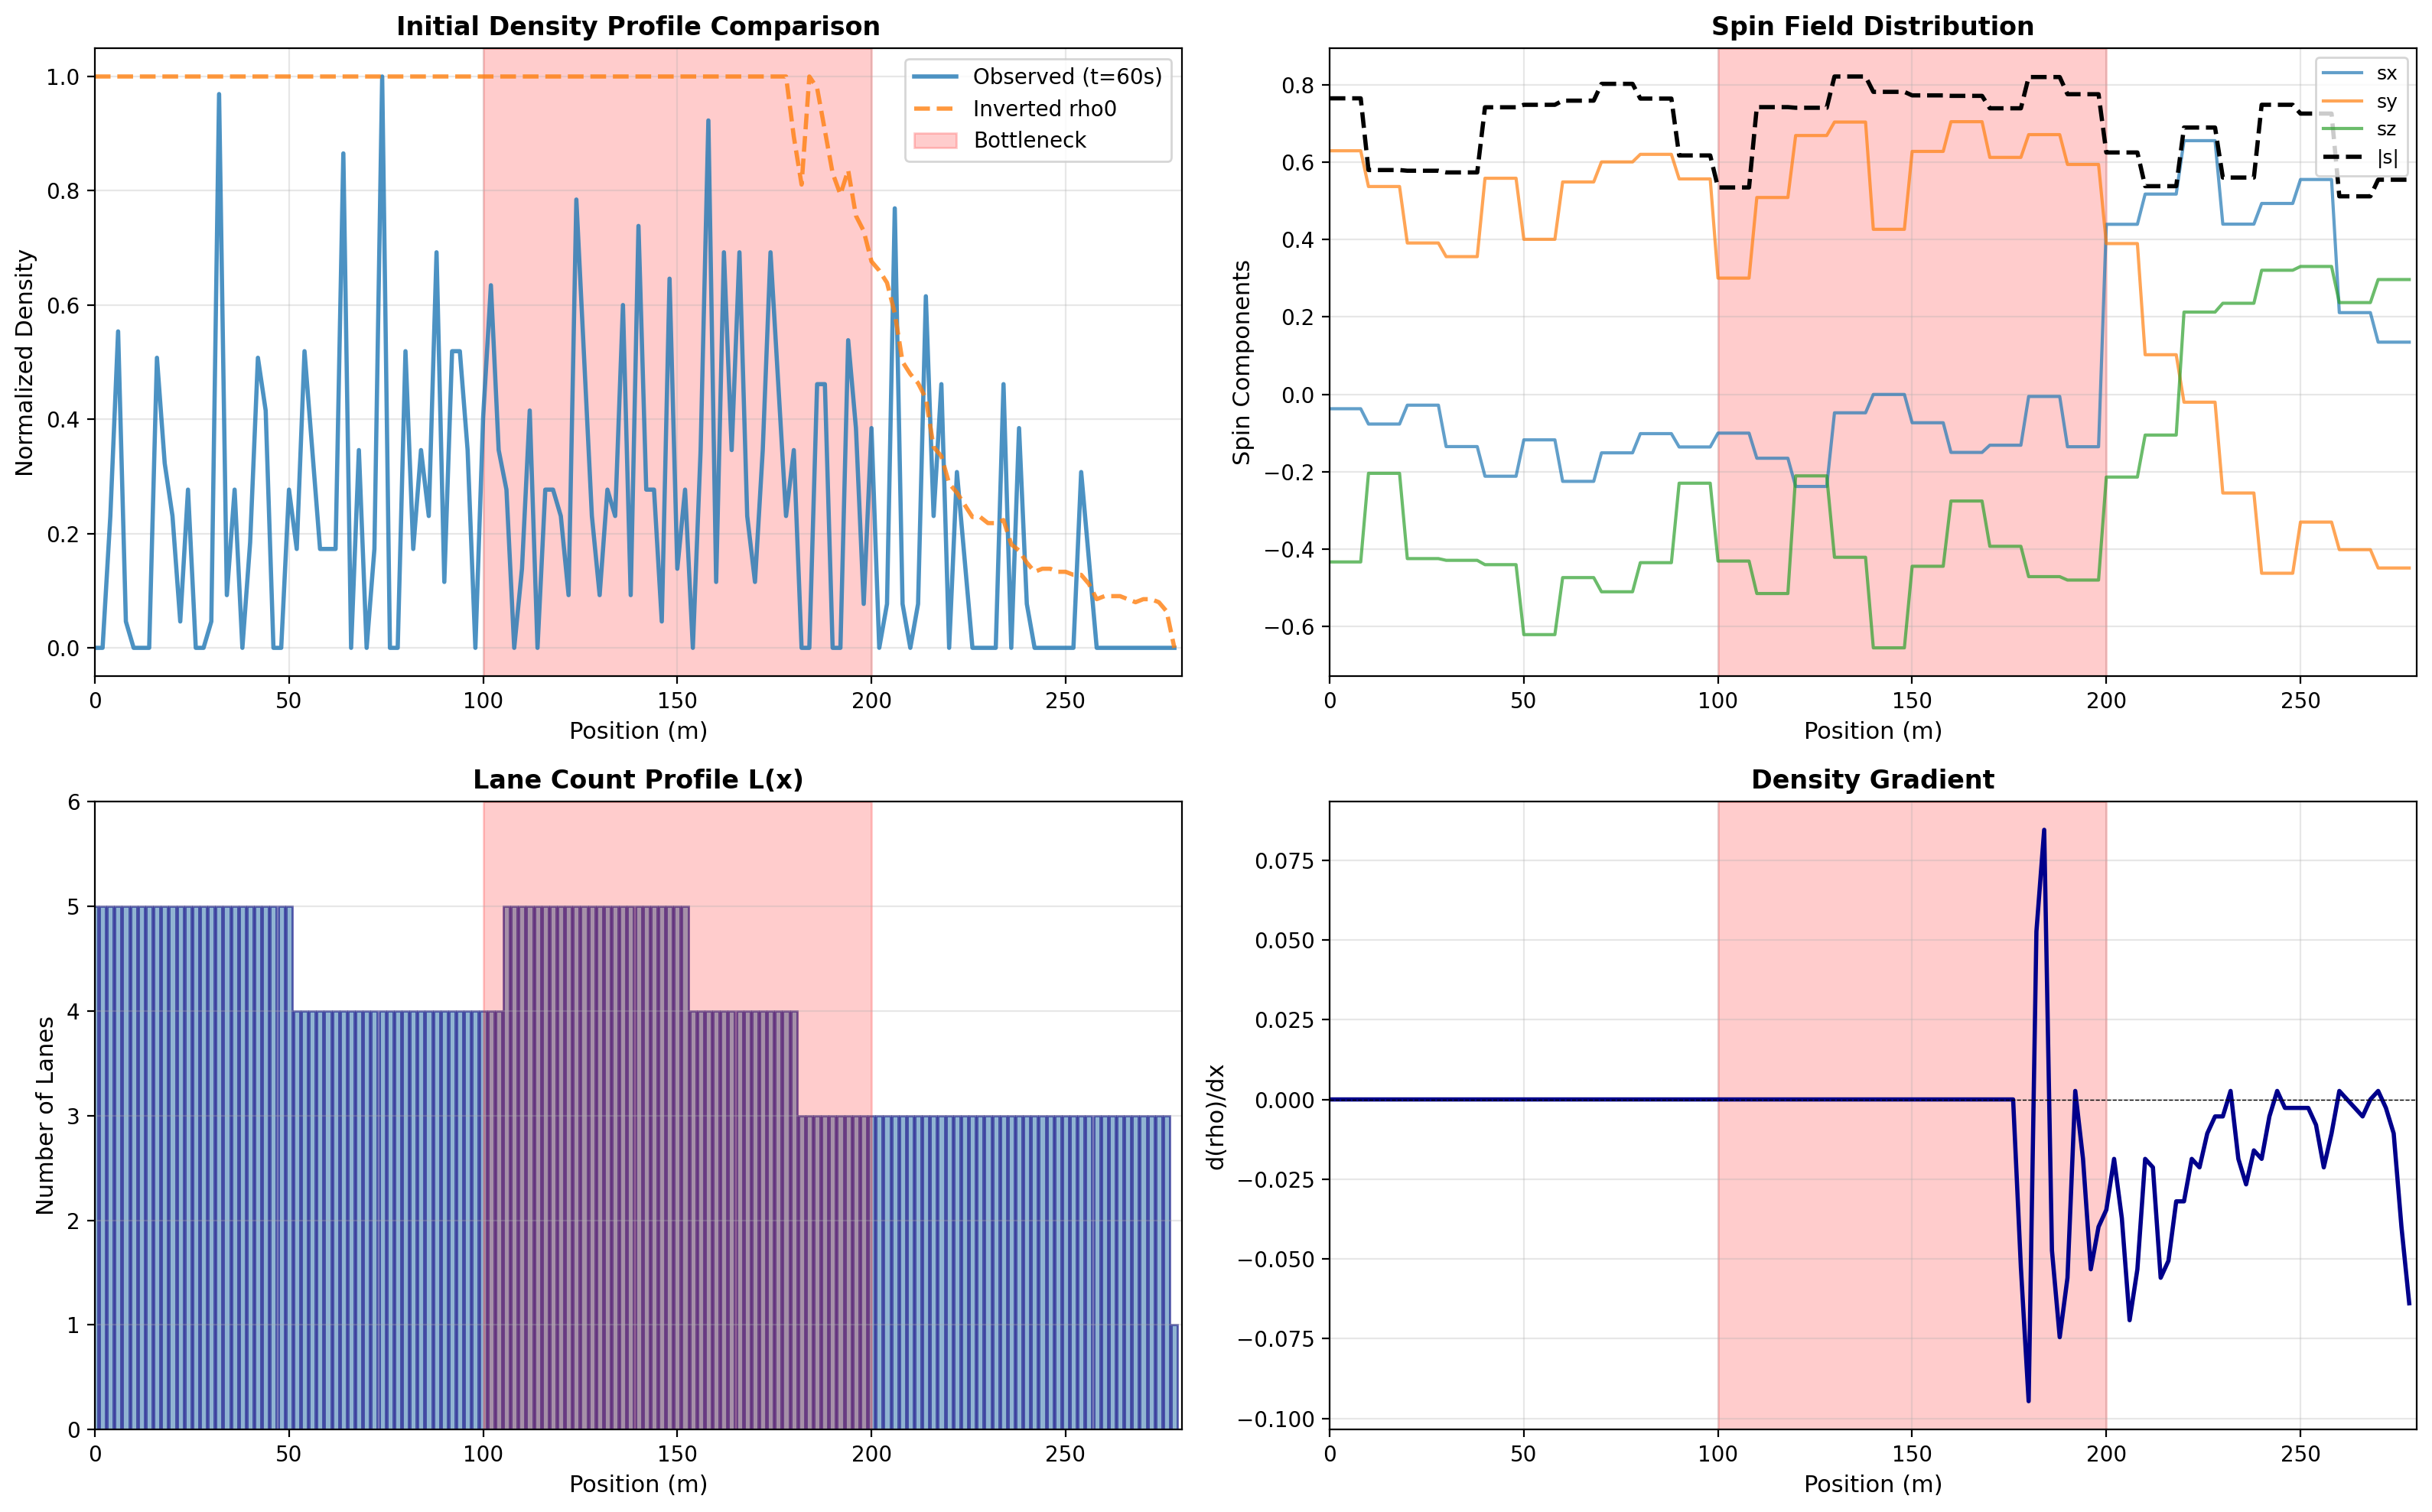 Initial Density Profile Comparison
Normalized Density
1.0
0.8
0.6
0.4
0.2
0.0
Observed (t=60s)
Inverted rho0
Bottleneck
0 50 100 150 200 250
Position (m)
Spin Field Distribution
Spin Components
0.8
0.6
0.4
0.2
0.0
−0.2
−0.4
−0.6
sx
sy
sz
|s|
0 50 100 150 200 250
Position (m)
Lane Count Profile L(x)
Number of Lanes
6
5
4
3
2
1
0
0 50 100 150 200 250
Position (m)
Density Gradient
d(rho)/dx
0.075
0.050
0.025
0.000
−0.025
−0.050
−0.075
−0.100
0 50 100 150 200 250
Position (m)